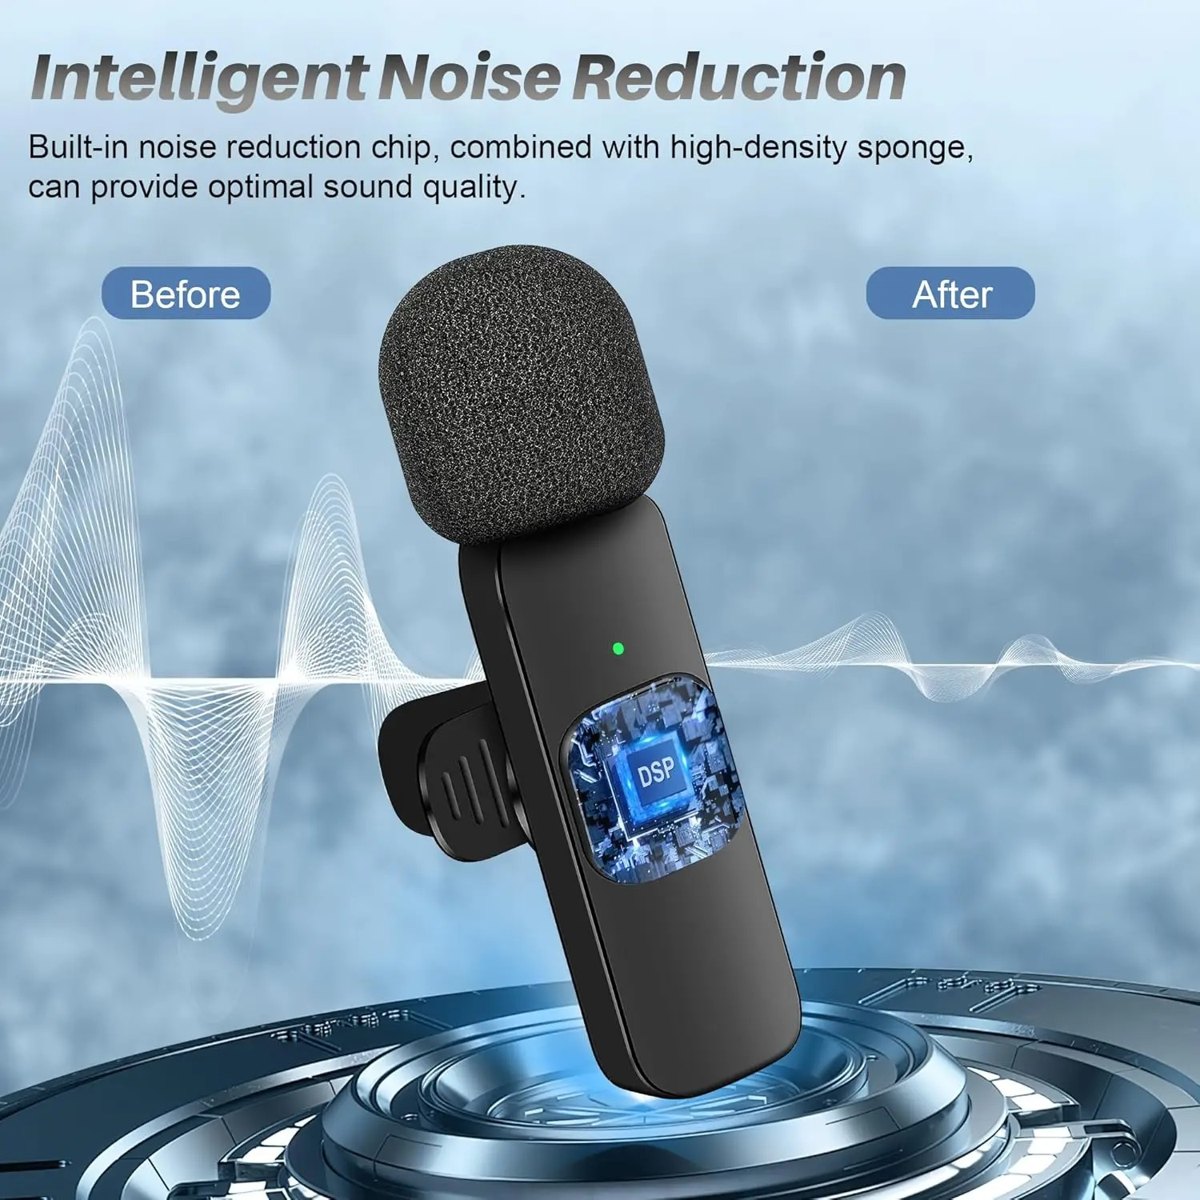 Intelligent Noise Reduction
Built-in noise reduction chip, combined with high-density sponge,
can provide optimal sound quality.
Before
After
DSP